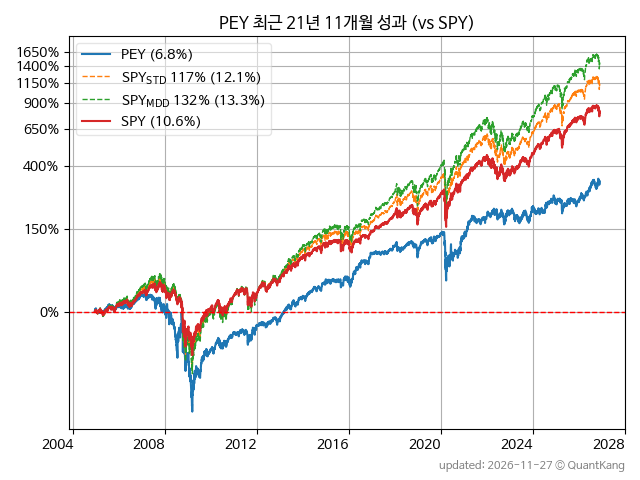 PEY 최근 21년 11개월 성과 (vs SPY)
PEY (6.8%)
SPYSTD 117% (12.1%)
SPYMDD 132% (13.3%)
SPY (10.6%)
1650%
1400%
1150%
900%
650%
400%
150%
0%
2004 2008 2012 2016 2020 2024 2028
updated: 2026-11-27 © QuantKang